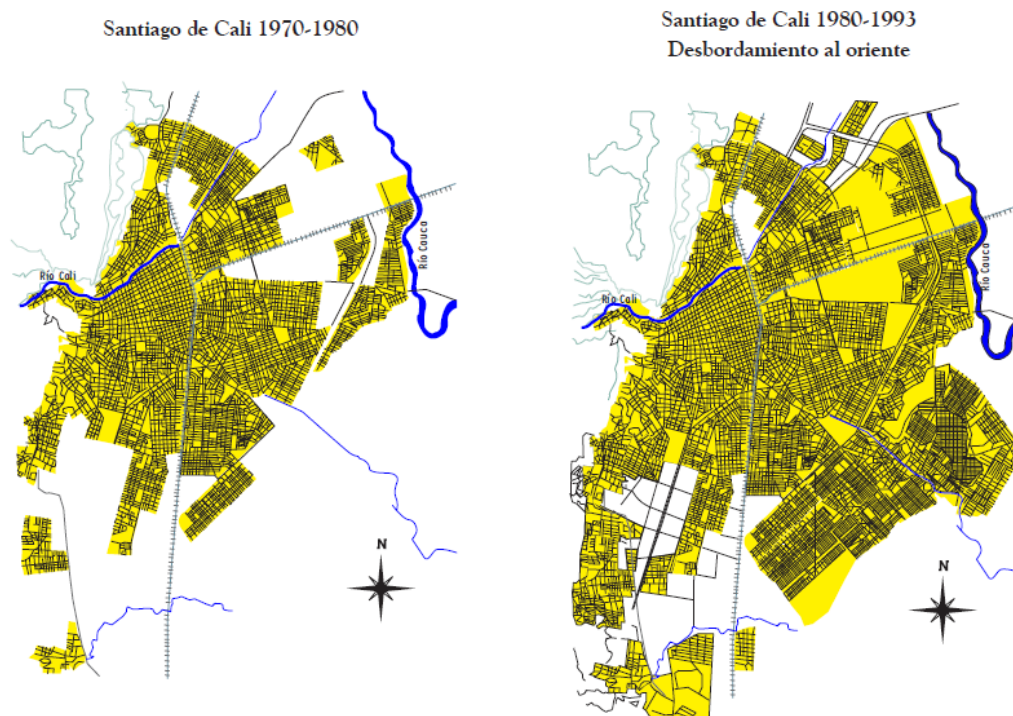 Santiago de Cali 1970-1980
Río Cali
Río Cauca
N
Santiago de Cali 1980-1993
Desbordamiento al oriente
Río Cali
Río Cauca
N